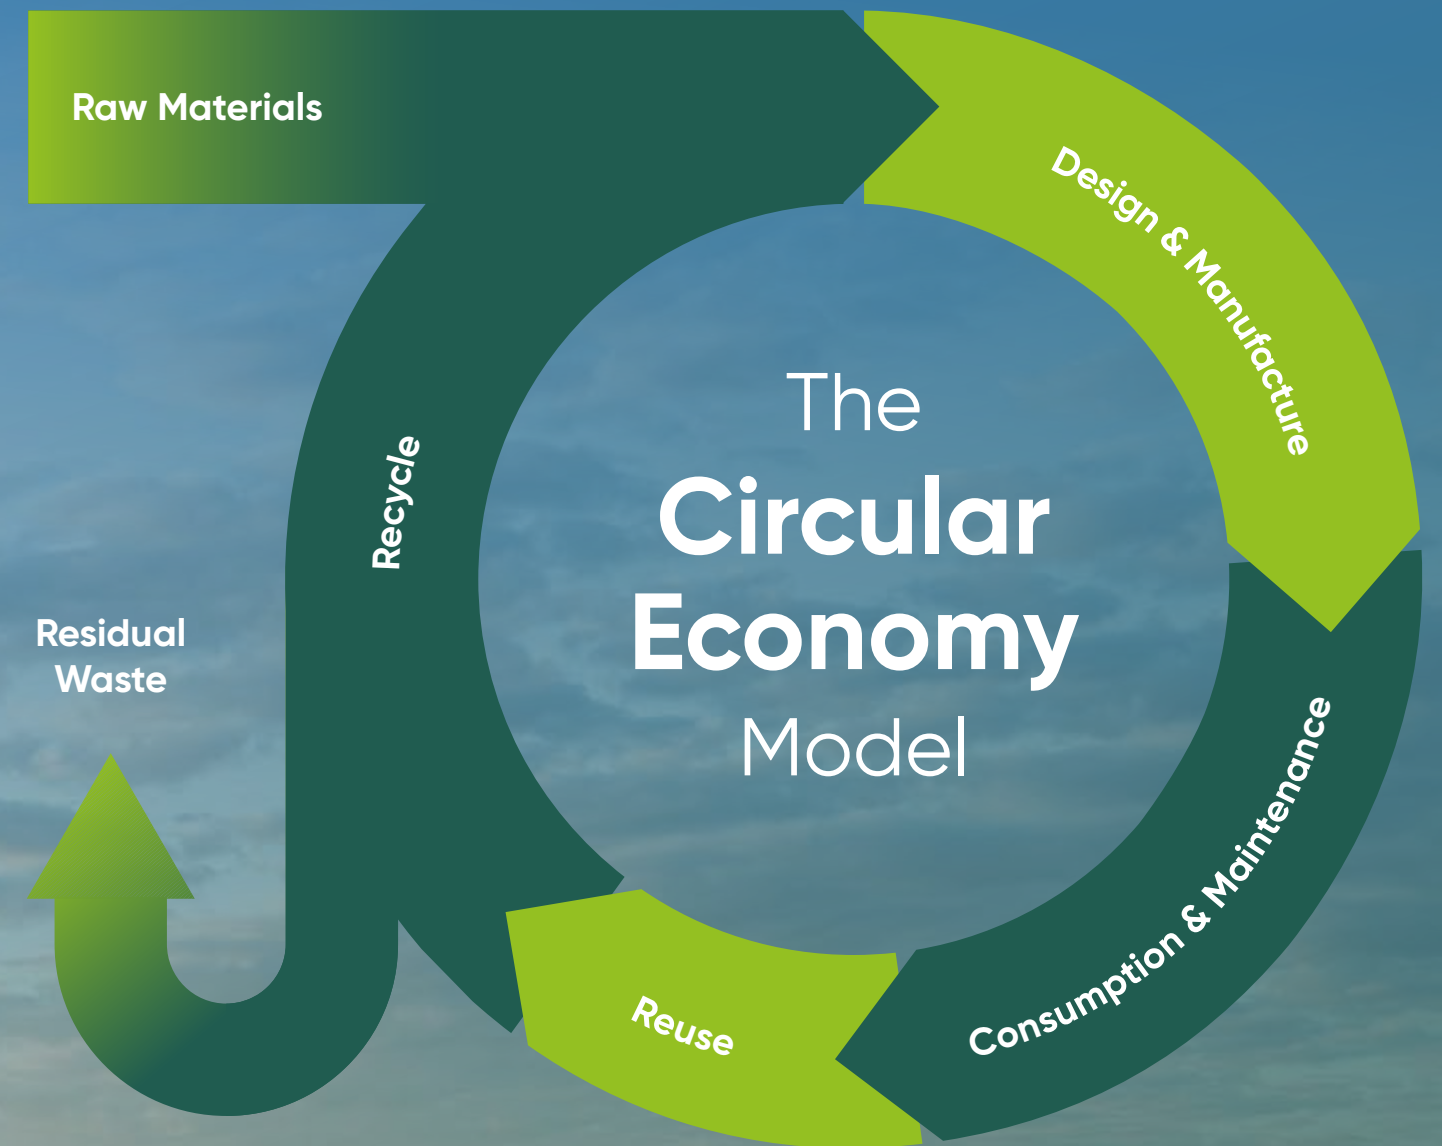 Raw Materials
Design & Manufacture
The
Circular
Economy
Model
Recycle
Residual
Waste
Consumption & Maintenance
Reuse